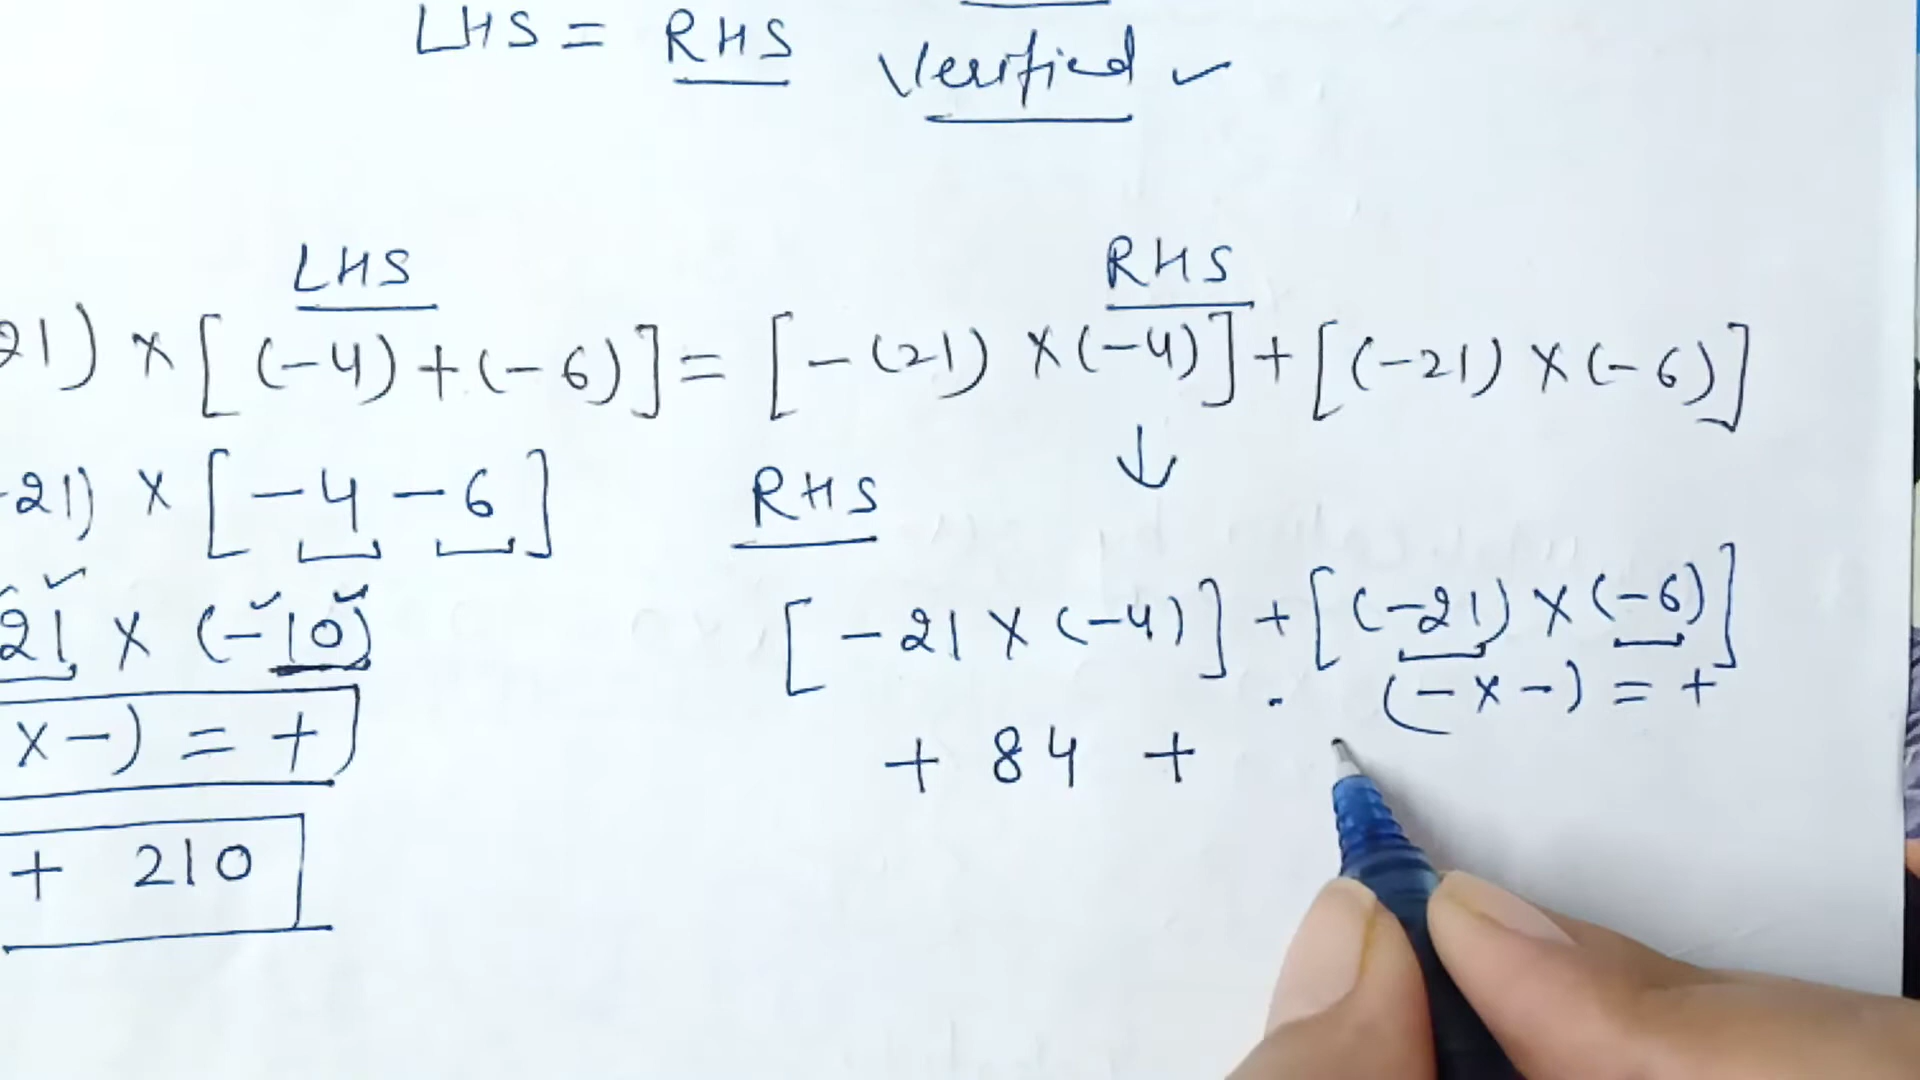 LHS = RHS Verified ✓
LHS
RHS
21) × [(-4)+(-6)] = [-(21) ×(-4)] + [(-21) ×(-6)]
-21) × [-4 -6]
21 × (-10)
× -) = +
+ 210
↓
RHS
[-21 × (-4)] + [(-21) × (-6)]
(-×-) = +
+ 84 +